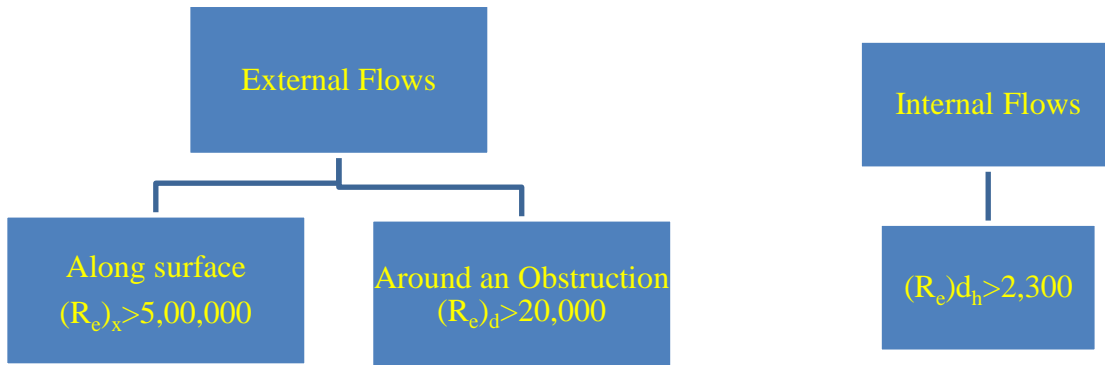 External Flows
Along surface
(Re)x>5,00,000
Around an Obstruction
(Re)d>20,000
Internal Flows
(Re)dh>2,300